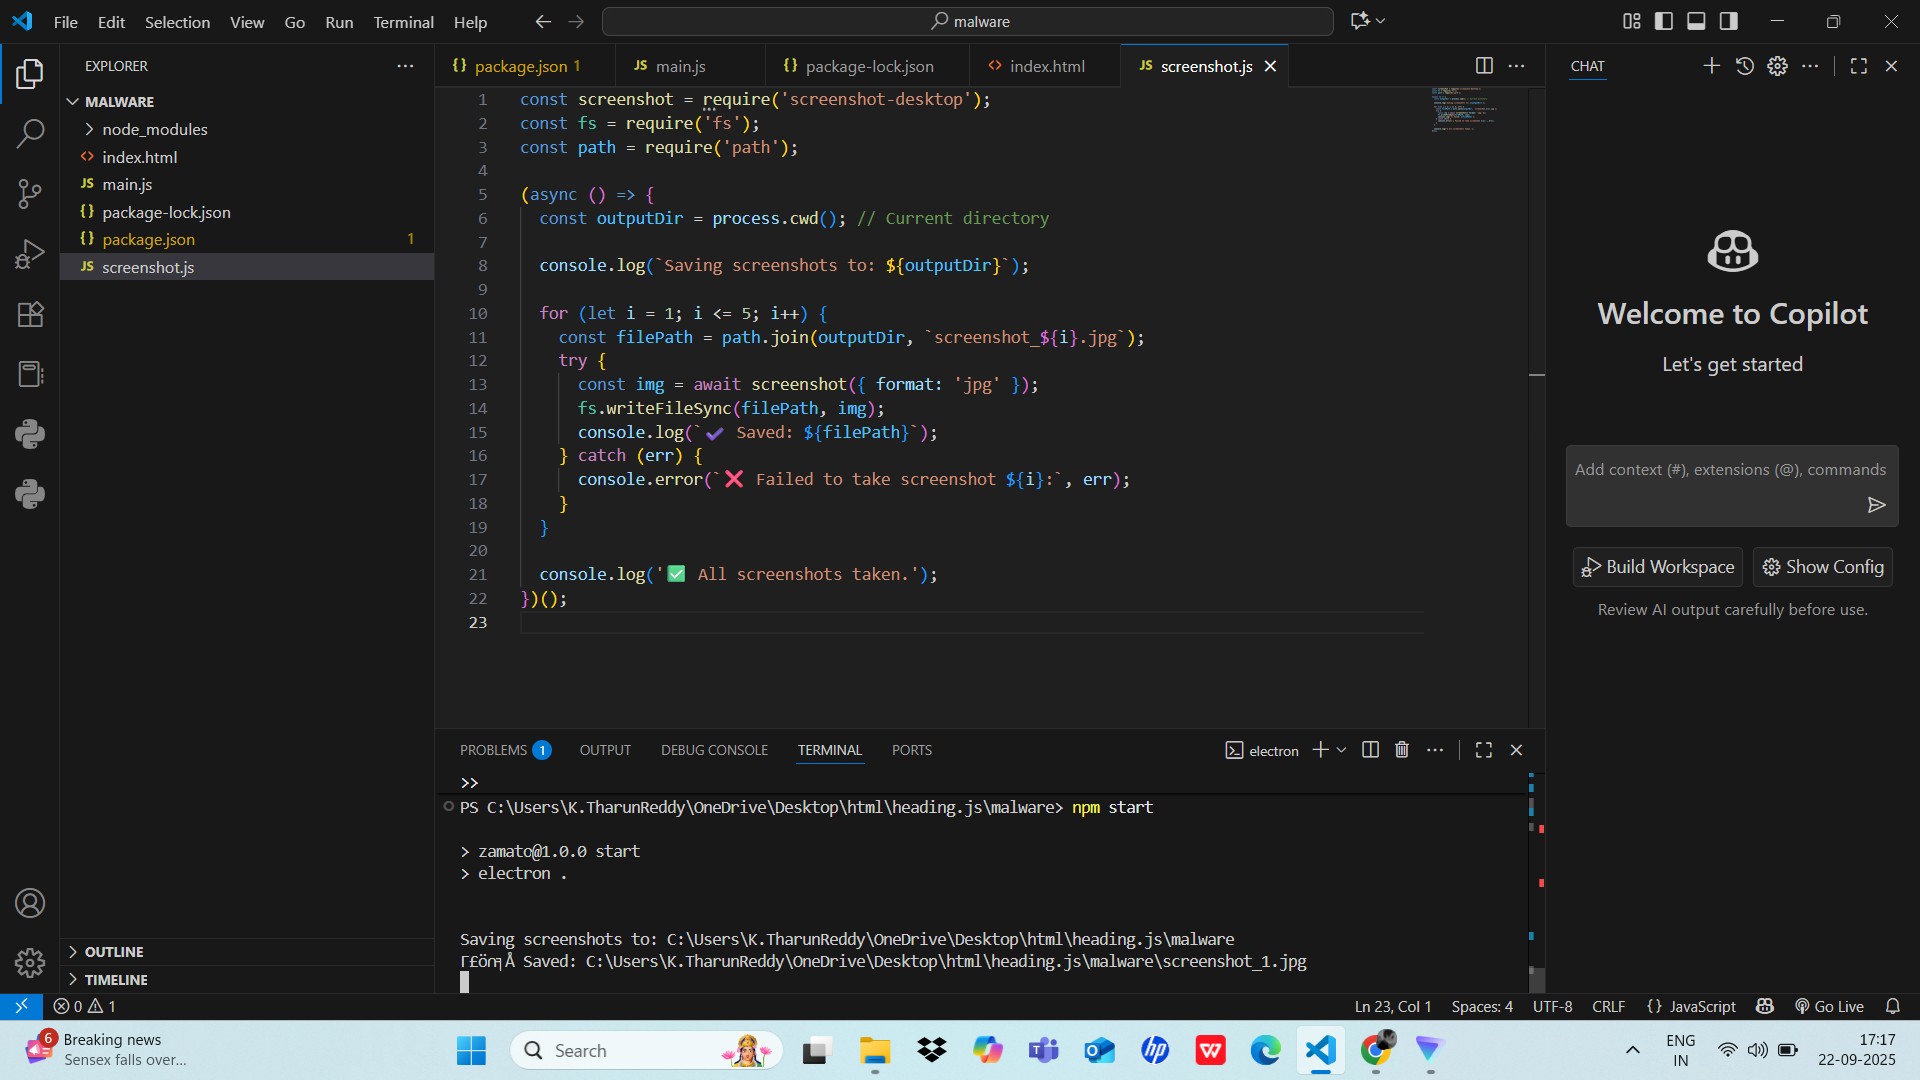 File Edit Selection View Go Run Terminal Help
malware
EXPLORER
MALWARE
node_modules
index.html
JS main.js
{} package-lock.json
{} package.json 1
JS screenshot.js
OUTLINE
TIMELINE
{} package.json 1
JS main.js
{} package-lock.json
<> index.html
JS screenshot.js
1 const screenshot = require('screenshot-desktop');
2 const fs = require('fs');
3 const path = require('path');
4
5 (async () => {
6 const outputDir = process.cwd(); // Current directory
7
8 console.log(`Saving screenshots to: ${outputDir}`);
9
10 for (let i = 1; i <= 5; i++) {
11 const filePath = path.join(outputDir, `screenshot_${i}.jpg`);
12 try {
13 const img = await screenshot({ format: 'jpg' });
14 fs.writeFileSync(filePath, img);
15 console.log(`✔ Saved: ${filePath}`);
16 } catch (err) {
17 console.error(`❌ Failed to take screenshot ${i}:`, err);
18 }
19 }
20
21 console.log('✅ All screenshots taken.');
22 })();
23
PROBLEMS 1 OUTPUT DEBUG CONSOLE TERMINAL PORTS
electron
>>
PS C:\Users\K.TharunReddy\OneDrive\Desktop\html\heading.js\malware> npm start
> zamato@1.0.0 start
> electron .
Saving screenshots to: C:\Users\K.TharunReddy\OneDrive\Desktop\html\heading.js\malware
Saved: C:\Users\K.TharunReddy\OneDrive\Desktop\html\heading.js\malware\screenshot_1.jpg
CHAT
Welcome to Copilot
Let's get started
Add context (#), extensions (@), commands
Build Workspace
Show Config
Review AI output carefully before use.
0 1
Ln 23, Col 1 Spaces: 4 UTF-8 CRLF {} JavaScript Go Live
6
Breaking news
Sensex falls over...
Search
hp
W
ENG
IN
17:17
22-09-2025